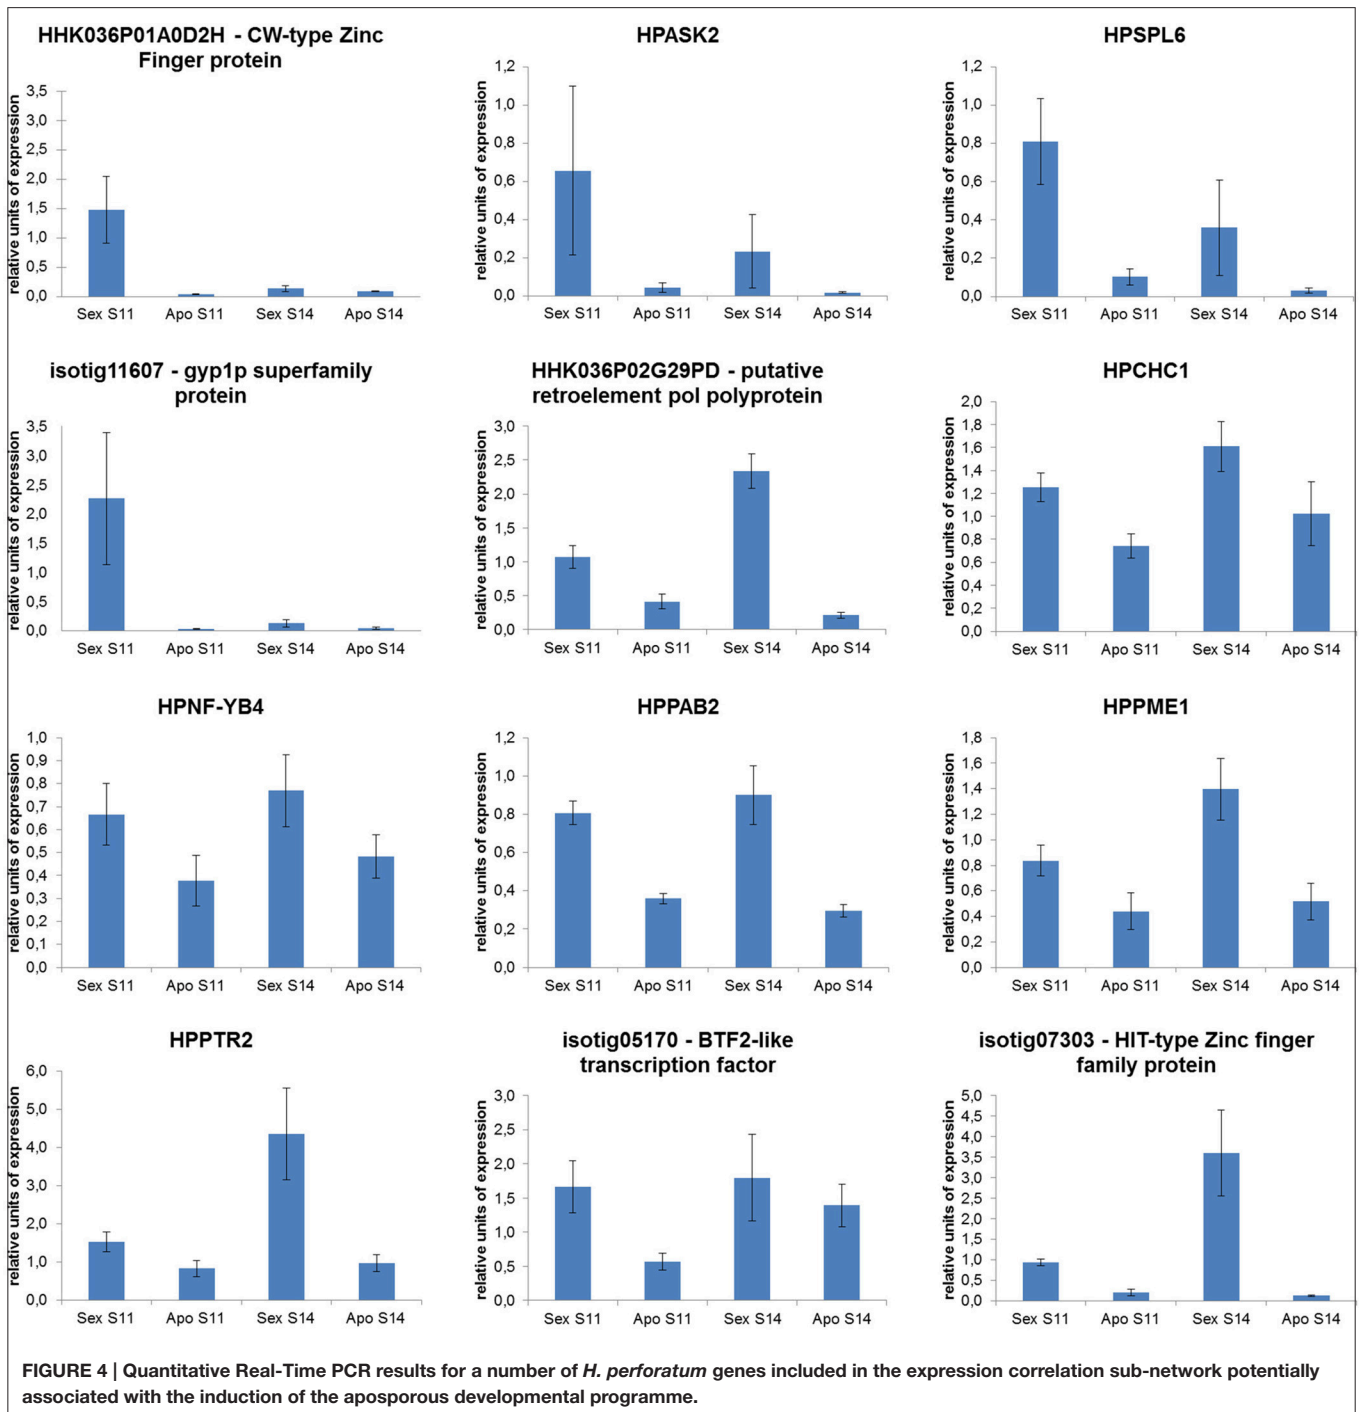 HHK036P01A0D2H - CW-type Zinc
Finger protein
relative units of expression
3,5
3,0
2,5
2,0
1,5
1,0
0,5
0,0
Sex S11 Apo S11 Sex S14 Apo S14
HPASK2
relative units of expression
1,2
1,0
0,8
0,6
0,4
0,2
0,0
Sex S11 Apo S11 Sex S14 Apo S14
HPSPL6
relative units of expression
1,2
1,0
0,8
0,6
0,4
0,2
0,0
Sex S11 Apo S11 Sex S14 Apo S14
isotig11607 - gyp1p superfamily
protein
relative units of expression
3,5
3,0
2,5
2,0
1,5
1,0
0,5
0,0
Sex S11 Apo S11 Sex S14 Apo S14
HHK036P02G29PD - putative
retroelement pol polyprotein
relative units of expression
3,0
2,5
2,0
1,5
1,0
0,5
0,0
Sex S11 Apo S11 Sex S14 Apo S14
HPCHC1
relative units of expression
2,0
1,8
1,6
1,4
1,2
1,0
0,8
0,6
0,4
0,2
0,0
Sex S11 Apo S11 Sex S14 Apo S14
HPNF-YB4
relative units of expression
1,0
0,9
0,8
0,7
0,6
0,5
0,4
0,3
0,2
0,1
0,0
Sex S11 Apo S11 Sex S14 Apo S14
HPPAB2
relative units of expression
1,2
1,0
0,8
0,6
0,4
0,2
0,0
Sex S11 Apo S11 Sex S14 Apo S14
HPPME1
relative units of expression
1,8
1,6
1,4
1,2
1,0
0,8
0,6
0,4
0,2
0,0
Sex S11 Apo S11 Sex S14 Apo S14
HPPTR2
relative units of expression
6,0
5,0
4,0
3,0
2,0
1,0
0,0
Sex S11 Apo S11 Sex S14 Apo S14
isotig05170 - BTF2-like
transcription factor
relative units of expression
3,0
2,5
2,0
1,5
1,0
0,5
0,0
Sex S11 Apo S11 Sex S14 Apo S14
isotig07303 - HIT-type Zinc finger
family protein
relative units of expression
5,0
4,5
4,0
3,5
3,0
2,5
2,0
1,5
1,0
0,5
0,0
Sex S11 Apo S11 Sex S14 Apo S14
FIGURE 4 | Quantitative Real-Time PCR results for a number of H. perforatum genes included in the expression correlation sub-network potentially
associated with the induction of the aposporous developmental programme.